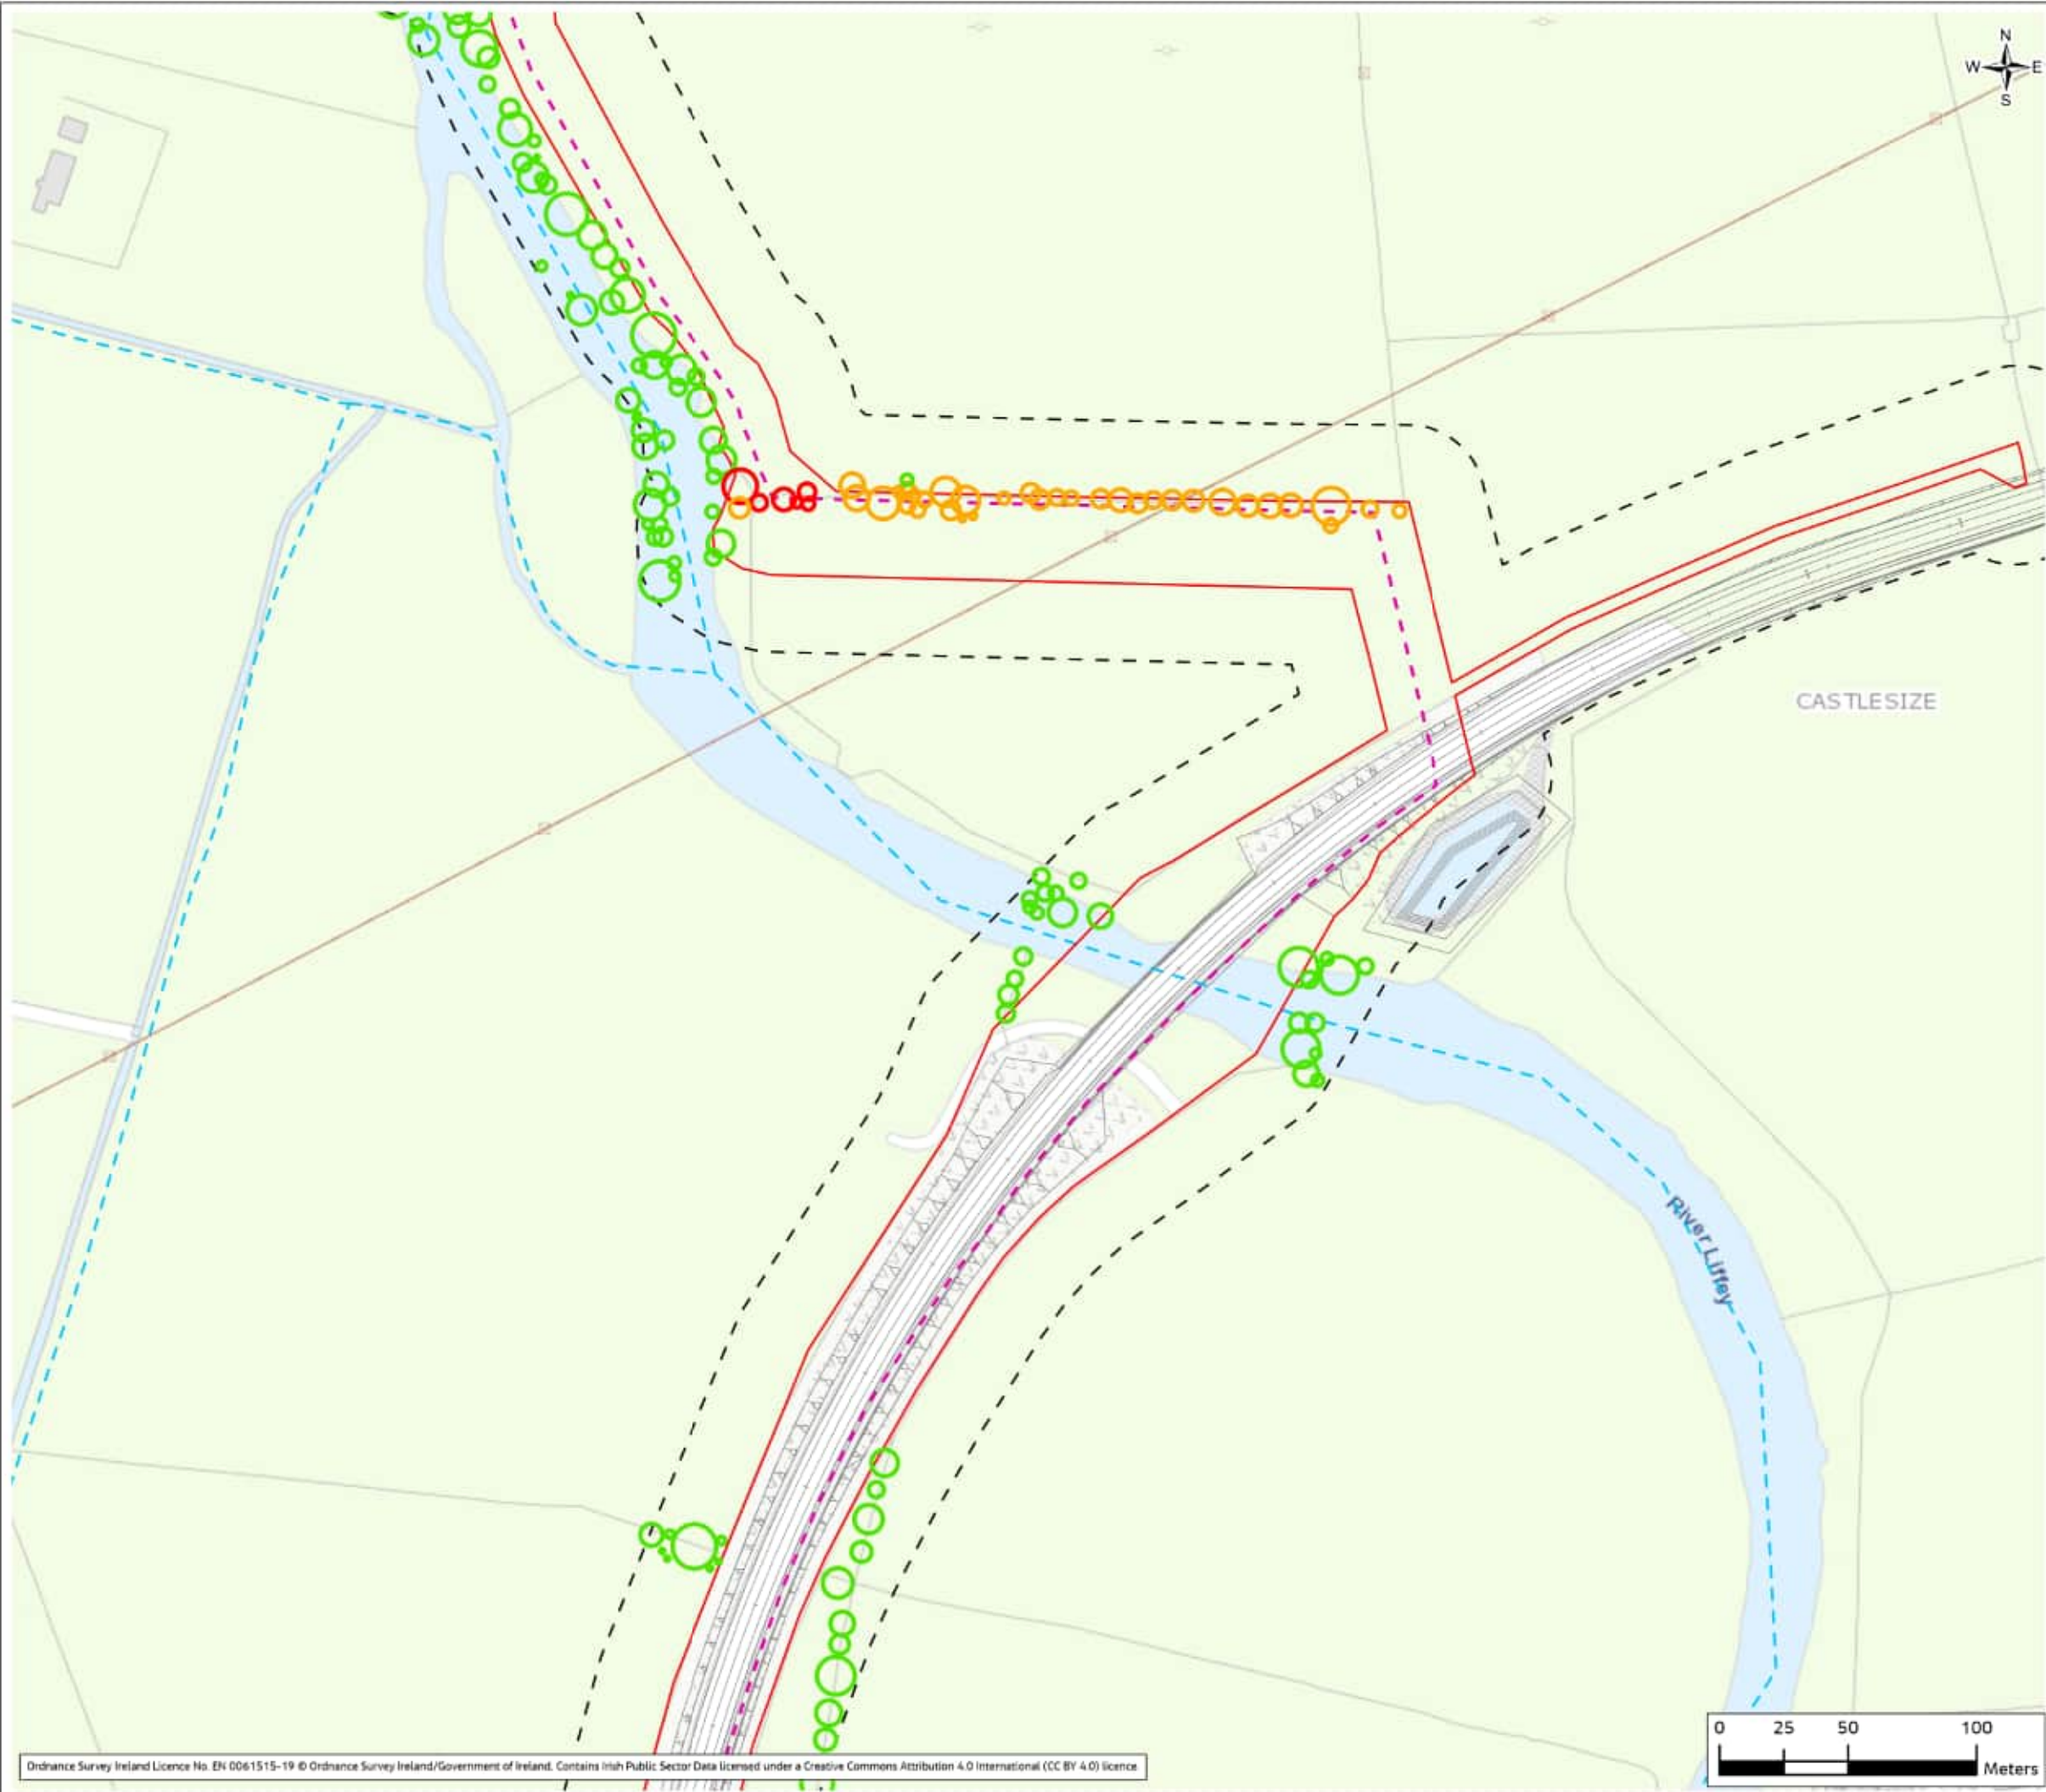 N
W E
S
CASTLESIZE
River Liffey
0 25 50 100
Meters
Ordnance Survey Ireland Licence No. EN 0061515-19 © Ordnance Survey Ireland/Government of Ireland. Contains Irish Public Sector Data licensed under a Creative Commons Attribution 4.0 International (CC BY 4.0) licence